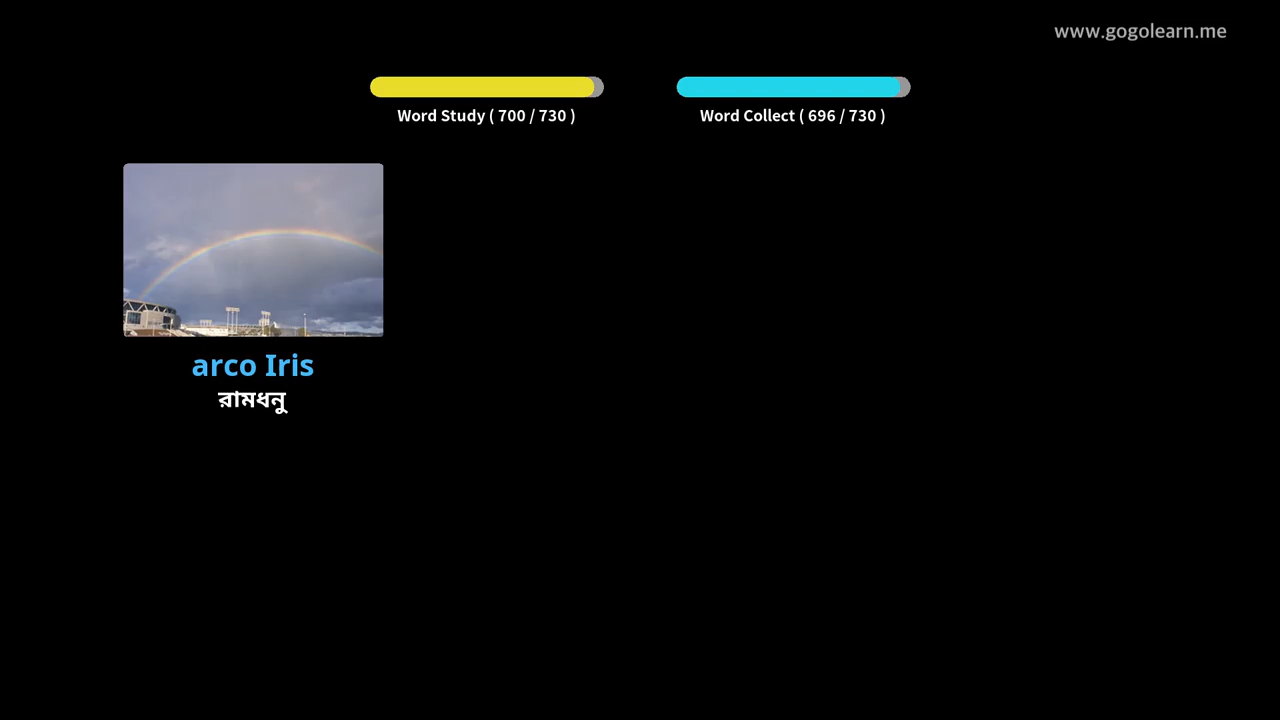 www.gogolearn.me
Word Study ( 700 / 730 )
Word Collect ( 696 / 730 )
arco Iris
রামধনু